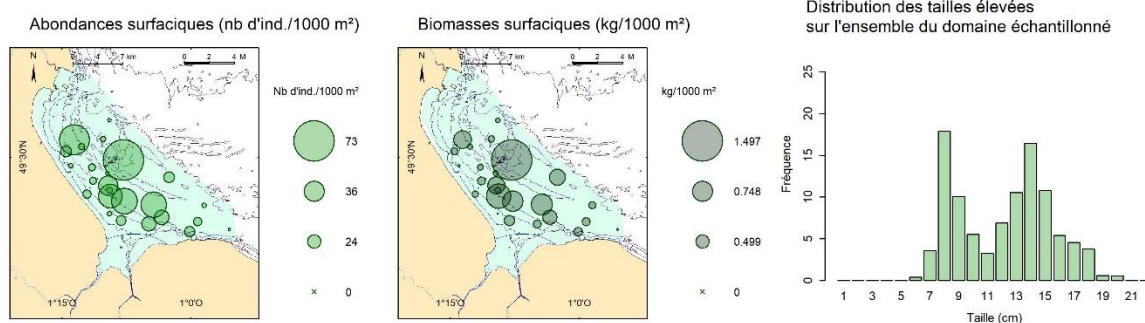 Abondances surfaciques (nb d'ind./1000 m²)
N
0 4 7 km
0 2 4 M
49°30'N
1°15'O
1°0'O
Nb d'ind./1000 m²
73
36
24
0
Biomasses surfaciques (kg/1000 m²)
N
0 4 7 km
0 2 4 M
49°30'N
1°15'O
1°0'O
kg/1000 m²
1.497
0.748
0.499
0
Distribution des tailles élevées
sur l'ensemble du domaine échantillonné
Fréquence
25
20
15
10
5
0
1 3 5 7 9 11 13 15 17 19 21
Taille (cm)